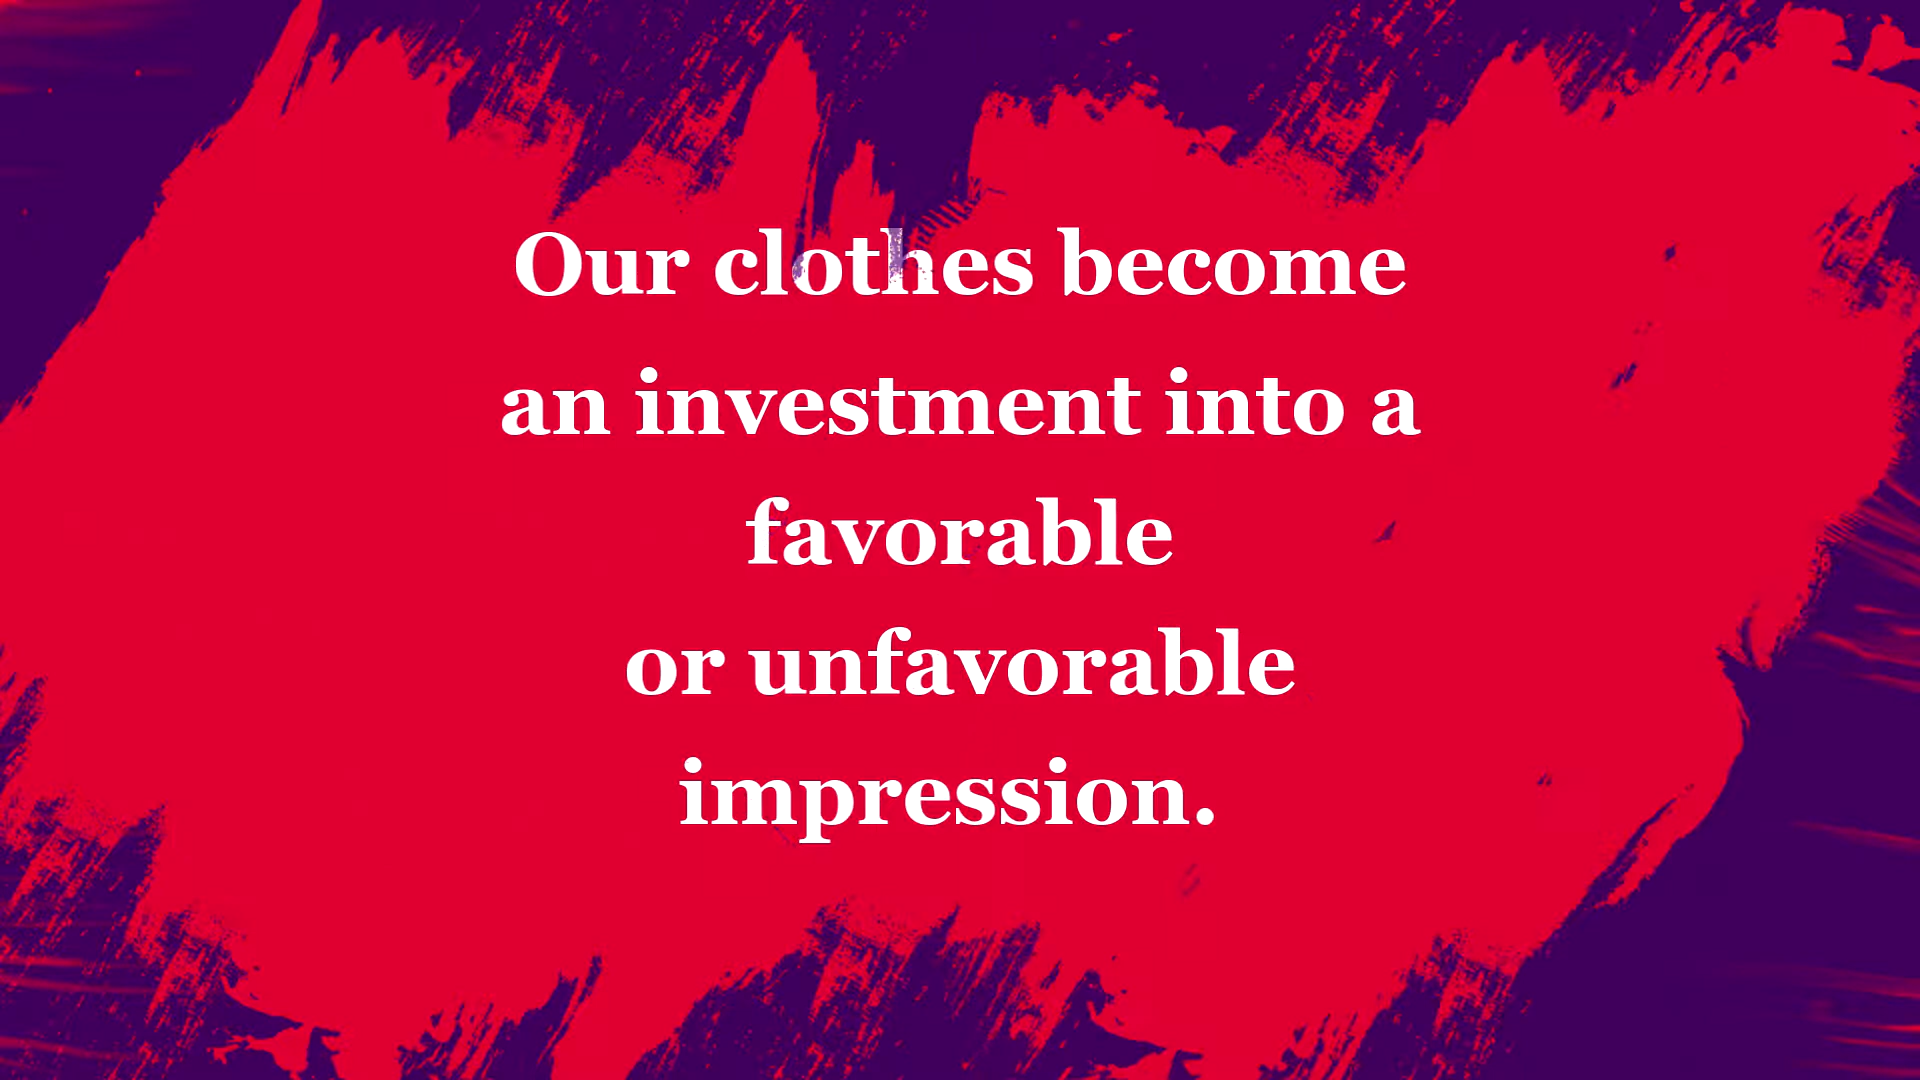 Our clothes become
an investment into a
favorable
or unfavorable
impression.